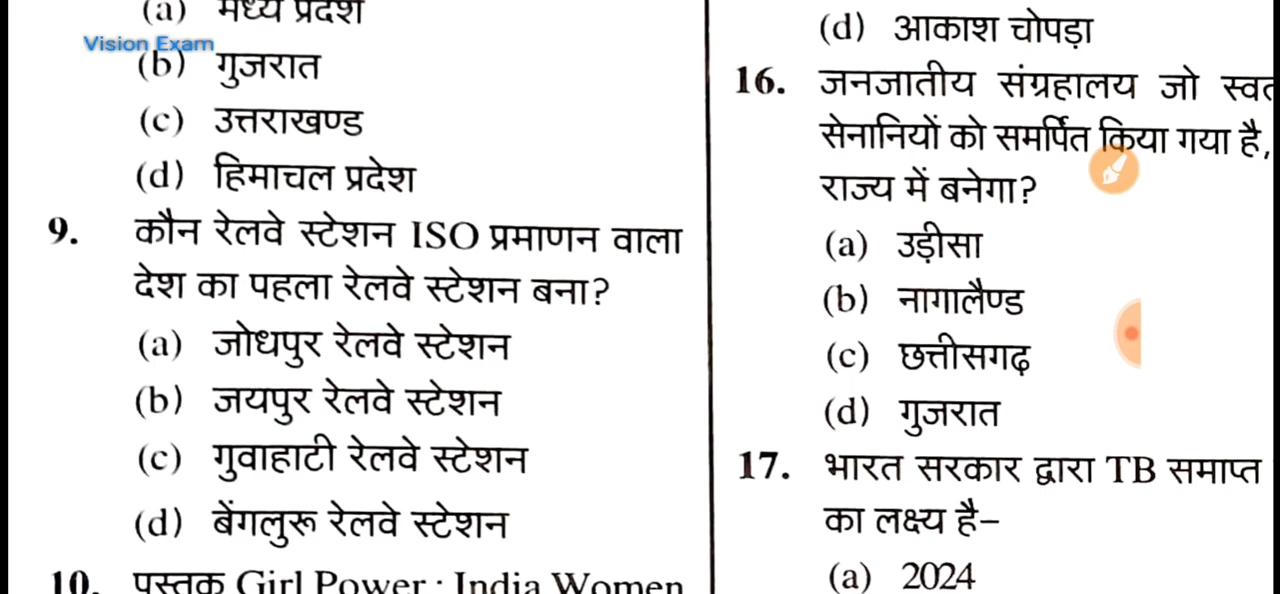 (a) मध्य प्रदेश
Vision Exam
(b) गुजरात
(c) उत्तराखण्ड
(d) हिमाचल प्रदेश
9. कौन रेलवे स्टेशन ISO प्रमाणन वाला
देश का पहला रेलवे स्टेशन बना?
(a) जोधपुर रेलवे स्टेशन
(b) जयपुर रेलवे स्टेशन
(c) गुवाहाटी रेलवे स्टेशन
(d) बेंगलुरू रेलवे स्टेशन
10. पुस्तक Girl Power : India Women
(d) आकाश चोपड़ा
16. जनजातीय संग्रहालय जो
सेनानियों को समर्पित किया गया है,
राज्य में बनेगा?
(a) उड़ीसा
(b) नागालैण्ड
(c) छत्तीसगढ़
(d) गुजरात
17. भारत सरकार द्वारा TB समाप्त
का लक्ष्य है–
(a) 2024